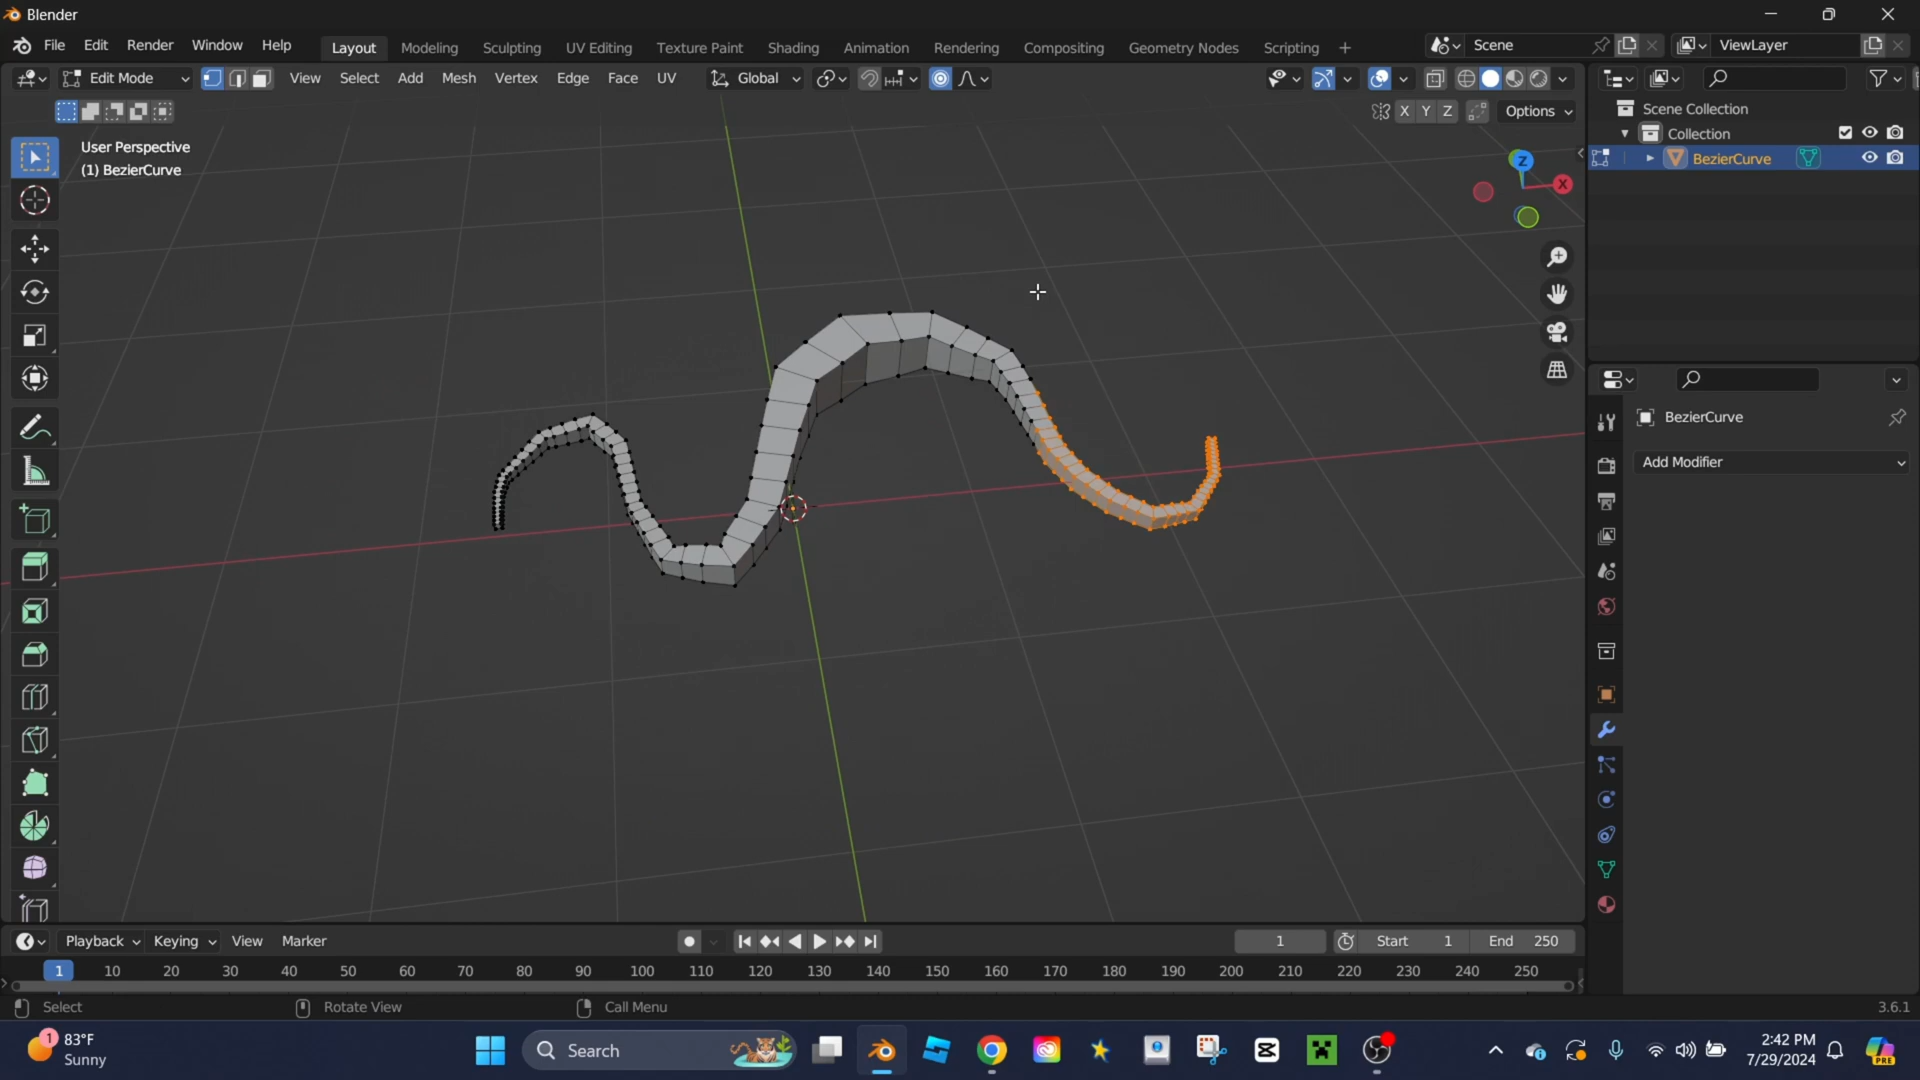 Blender
File Edit Render Window Help Layout Modeling Sculpting UV Editing Texture Paint Shading Animation Rendering Compositing Geometry Nodes Scripting + Scene ViewLayer
Edit Mode View Select Add Mesh Vertex Edge Face UV Global
X Y Z Options
User Perspective
(1) BezierCurve
Z
X
Scene Collection
Collection
BezierCurve
BezierCurve
Add Modifier
Playback Keying View Marker 1 Start 1 End 250
1 10 20 30 40 50 60 70 80 90 100 110 120 130 140 150 160 170 180 190 200 210 220 230 240 250
Select Rotate View Call Menu 3.6.1
1 83°F
Sunny
Search
2:42 PM
7/29/2024
PRE